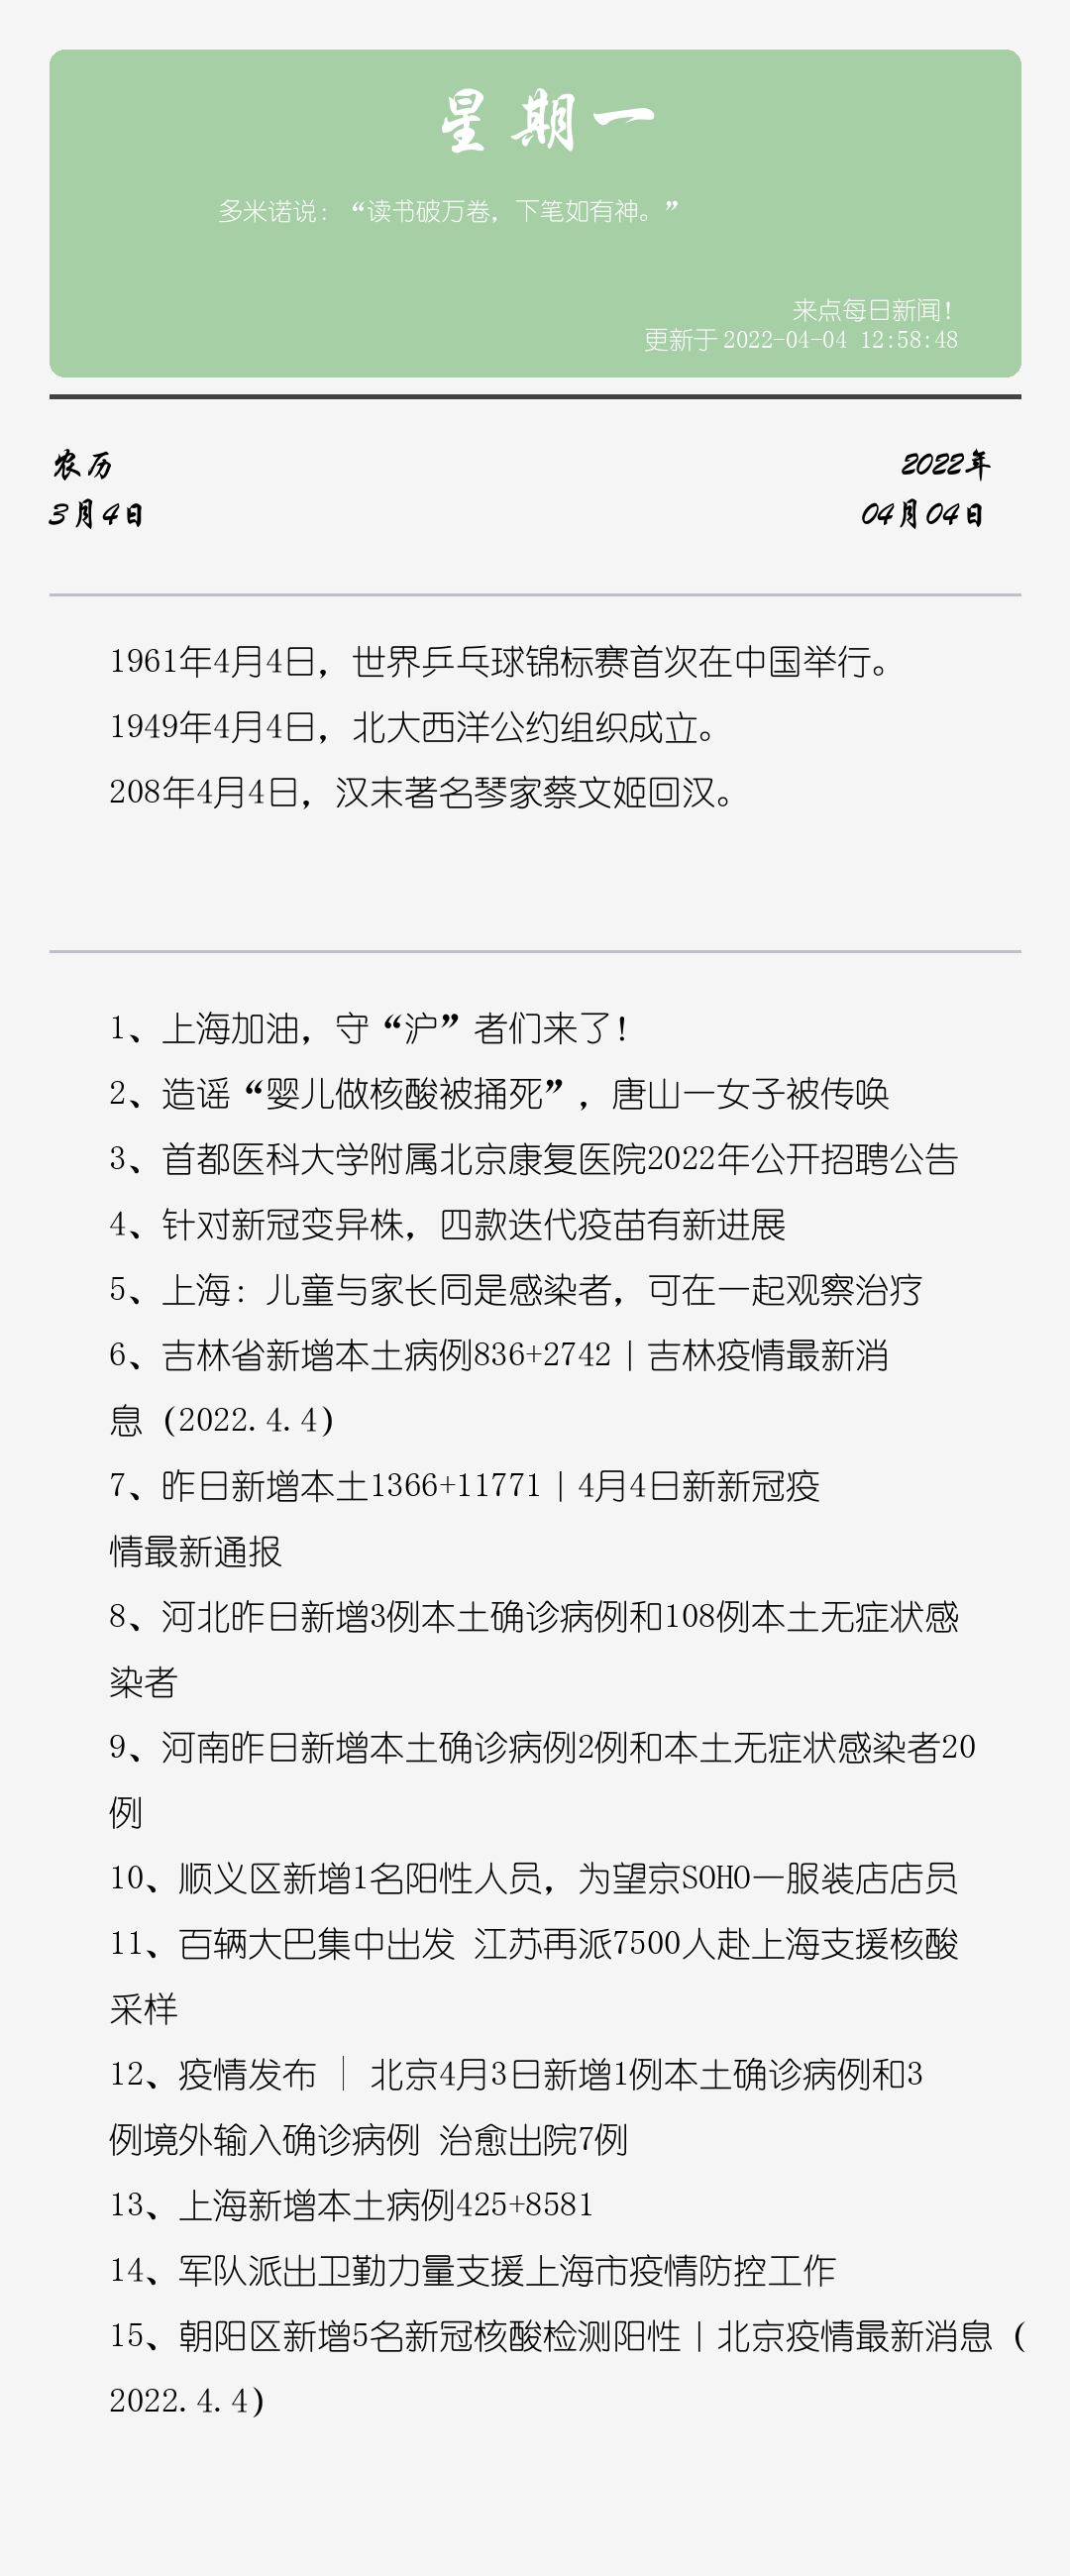 星期一
多米诺说：“读书破万卷，下笔如有神。”
来点每日新闻！
更新于 2022-04-04 12:58:48
农历
2022年
3月4日
04月04日
1961年4月4日，世界乒乓球锦标赛首次在中国举行。
1949年4月4日，北大西洋公约组织成立。
208年4月4日，汉末著名琴家蔡文姬回汉。
1、上海加油，守“沪”者们来了！
2、造谣“婴儿做核酸被捅死”，唐山一女子被传唤
3、首都医科大学附属北京康复医院2022年公开招聘公告
4、针对新冠变异株，四款迭代疫苗有新进展
5、上海：儿童与家长同是感染者，可在一起观察治疗
6、吉林省新增本土病例836+2742｜吉林疫情最新消
息（2022.4.4）
7、昨日新增本土1366+11771｜4月4日新新冠疫
情最新通报
8、河北昨日新增3例本土确诊病例和108例本土无症状感
染者
9、河南昨日新增本土确诊病例2例和本土无症状感染者20
例
10、顺义区新增1名阳性人员，为望京SOHO一服装店店员
11、百辆大巴集中出发 江苏再派7500人赴上海支援核酸
采样
12、疫情发布 │ 北京4月3日新增1例本土确诊病例和3
例境外输入确诊病例 治愈出院7例
13、上海新增本土病例425+8581
14、军队派出卫勤力量支援上海市疫情防控工作
15、朝阳区新增5名新冠核酸检测阳性｜北京疫情最新消息（
2022.4.4）